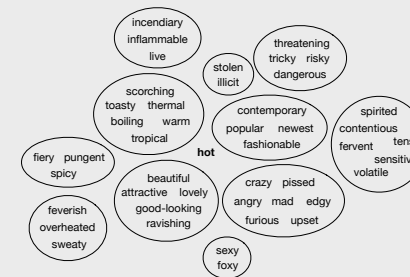 incendiary
inflammable
live
stolen
illicit
threatening
tricky risky
dangerous
scorching
toasty thermal
boiling warm
tropical
contemporary
popular newest
fashionable
spirited
contentious
fervent tens
sensitiv
volatile
hot
fiery pungent
spicy
beautiful
attractive lovely
good-looking
ravishing
crazy pissed
angry mad edgy
furious upset
feverish
overheated
sweaty
sexy
foxy